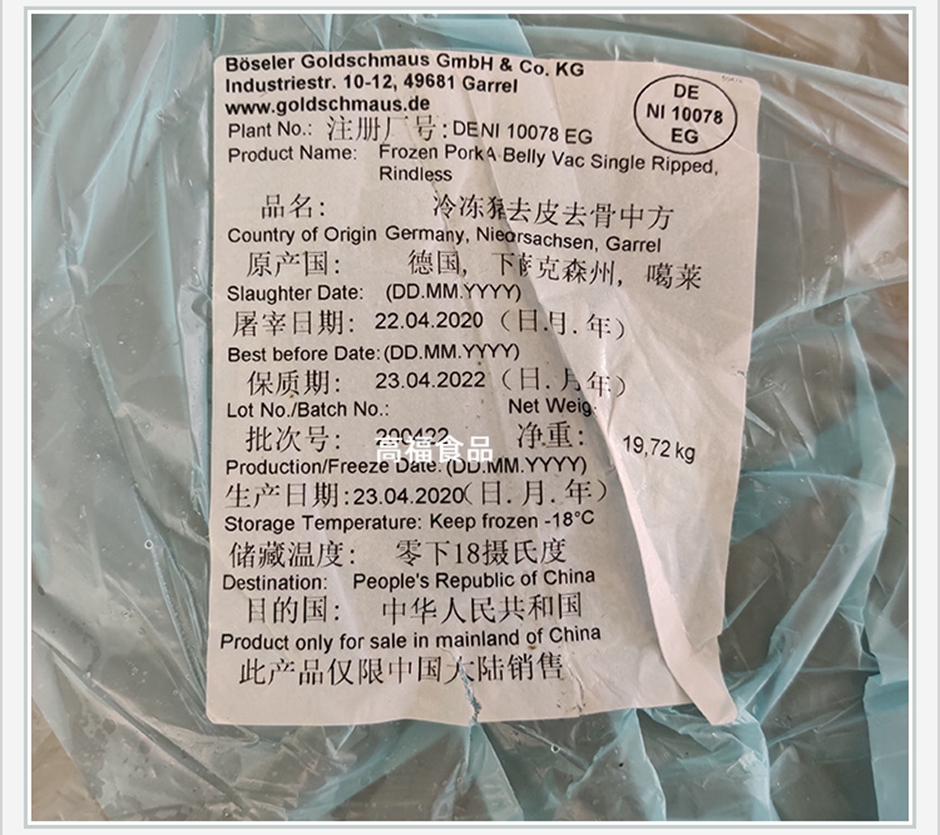 Böseler Goldschmaus GmbH & Co. KG
Industriestr. 10-12, 49681 Garrel
www.goldschmaus.de
DE
NI 10078
EG
Plant No.: 注册厂号: DENI 10078 EG
Product Name: Frozen Pork Belly Vac Single Ripped,
Rindless
品名: 冷冻猪去皮去骨中方
Country of Origin Germany, Niedersachsen, Garrel
原产国: 德国, 下萨克森州, 噶莱
Slaughter Date: (DD.MM.YYYY)
屠宰日期: 22.04.2020 (日.月.年)
Best before Date: (DD.MM.YYYY)
保质期: 23.04.2022 (日.月年)
Lot No./Batch No.: Net Weig
批次号: 290422 净重: 19,72 kg
高福食品
Production/Freeze Date: (DD.MM.YYYY)
生产日期: 23.04.2020 (日.月.年)
Storage Temperature: Keep frozen -18°C
储藏温度: 零下18摄氏度
Destination: People's Republic of China
目的国: 中华人民共和国
Product only for sale in mainland of China
此产品仅限中国大陆销售